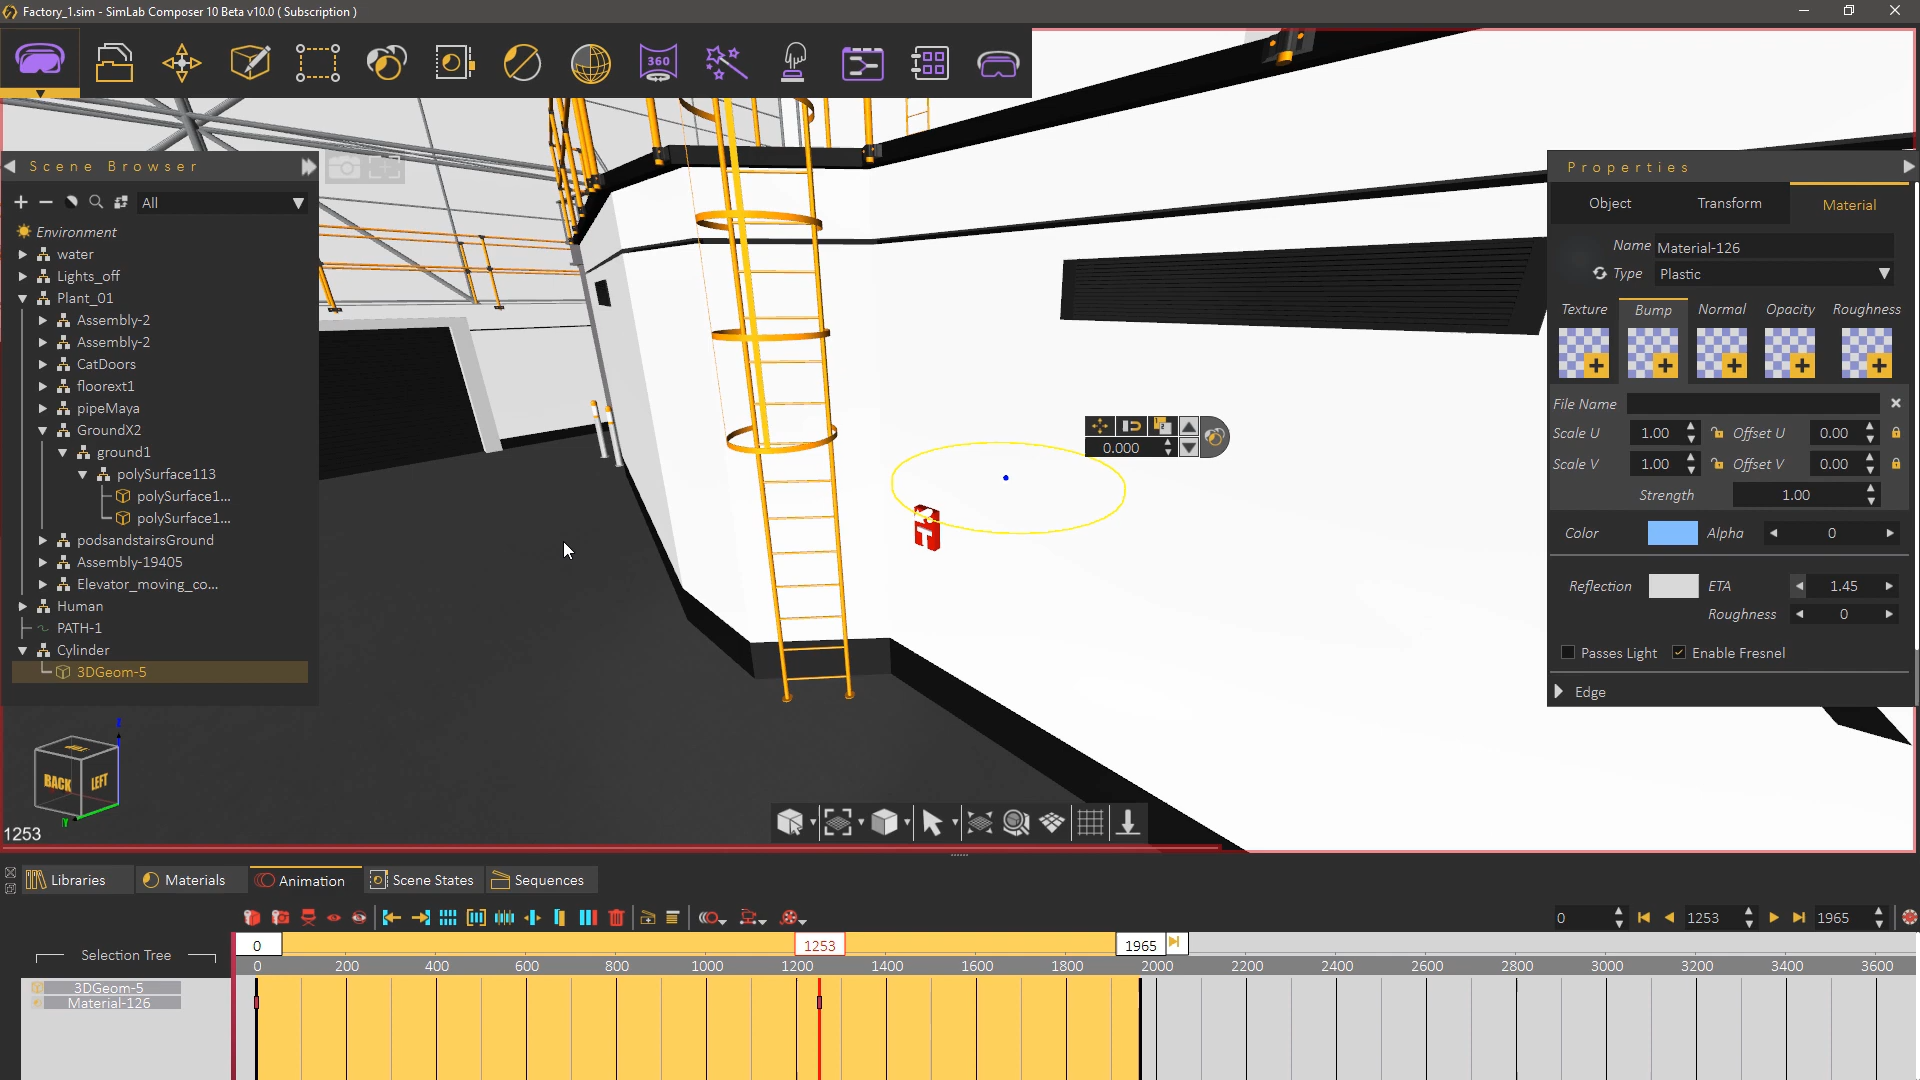 Factory_1.sim - SimLab Composer 10 Beta v10.0 ( Subscription )
360
Scene Browser
All
Environment
water
Lights_off
Plant_01
Assembly-2
Assembly-2
CatDoors
floorext1
pipeMaya
GroundX2
ground1
polySurface113
polySurface1...
polySurface1...
podsandstairsGround
Assembly-19405
Elevator_moving_co...
Human
PATH-1
Cylinder
3DGeom-5
BACK LEFT
Z
Y
1253
0.000
T
Properties
Object Transform Material
Name Material-126
Type Plastic
Texture Bump Normal Opacity Roughness
File Name
Scale U 1.00 Offset U 0.00
Scale V 1.00 Offset V 0.00
Strength 1.00
Color Alpha 0
Reflection ETA 1.45
Roughness 0
Passes Light Enable Fresnel
Edge
Libraries Materials Animation Scene States Sequences
0 1253 1965
Selection Tree
0 1253 1965
0 200 400 600 800 1000 1200 1400 1600 1800 2000 2200 2400 2600 2800 3000 3200 3400 3600
3DGeom-5
Material-126